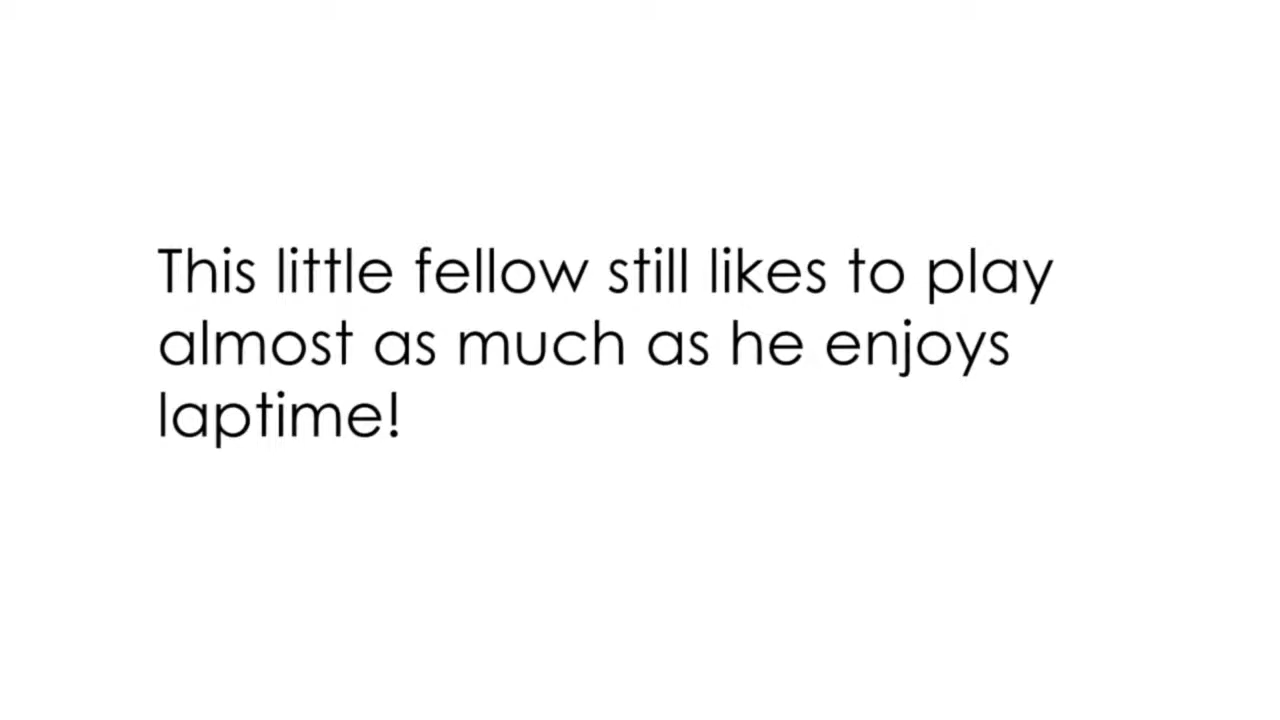 This little fellow still likes to play
almost as much as he enjoys
laptime!